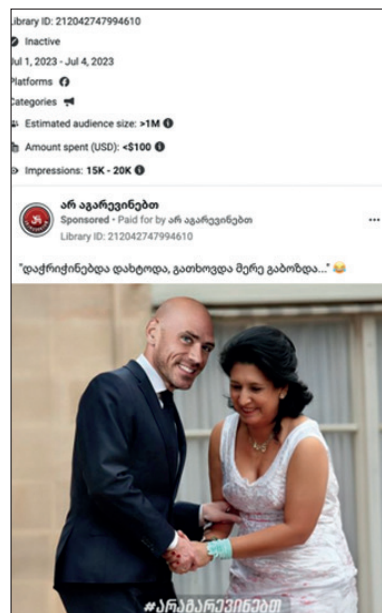 Library ID: 212042747994610
Inactive
Jul 1, 2023 - Jul 4, 2023
Platforms
Categories
Estimated audience size: >1M
Amount spent (USD): <$100
Impressions: 15K - 20K
არ აგარევინებთ
Sponsored • Paid for by არ აგარევინებთ
Library ID: 212042747994610
"დაჭრიჭინებდა დახტოდა, გათხოვდა მერე გაბოზდა..." 😂
#არაგარევინებთ